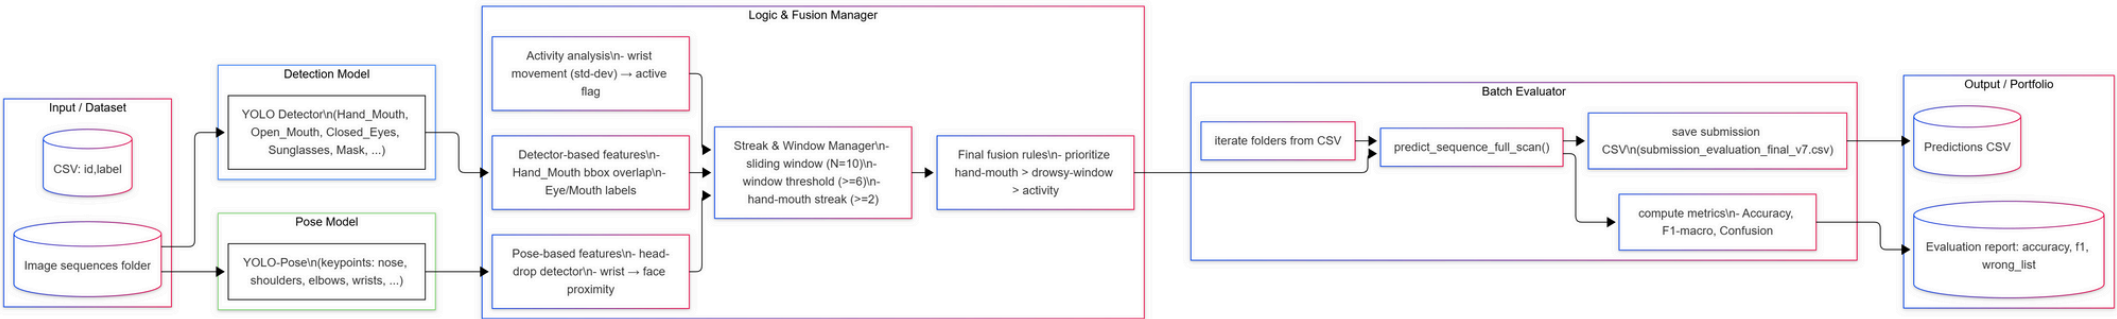 Input / Dataset
CSV: id,label
Image sequences folder
Detection Model
YOLO Detector\n(Hand_Mouth,
Open_Mouth, Closed_Eyes,
Sunglasses, Mask, ...)
Pose Model
YOLO-Pose\n(keypoints: nose,
shoulders, elbows, wrists, ...)
Logic & Fusion Manager
Activity analysis\n- wrist
movement (std-dev) → active
flag
Detector-based features\n-
Hand_Mouth bbox overlap\n-
Eye/Mouth labels
Pose-based features\n- head-
drop detector\n- wrist → face
proximity
Streak & Window Manager\n-
sliding window (N=10)\n-
window threshold (>=6)\n-
hand-mouth streak (>=2)
Final fusion rules\n- prioritize
hand-mouth > drowsy-window
> activity
Batch Evaluator
iterate folders from CSV
predict_sequence_full_scan()
save submission
CSV\n(submission_evaluation_final_v7.csv)
compute metrics\n- Accuracy,
F1-macro, Confusion
Output / Portfolio
Predictions CSV
Evaluation report: accuracy, f1,
wrong_list